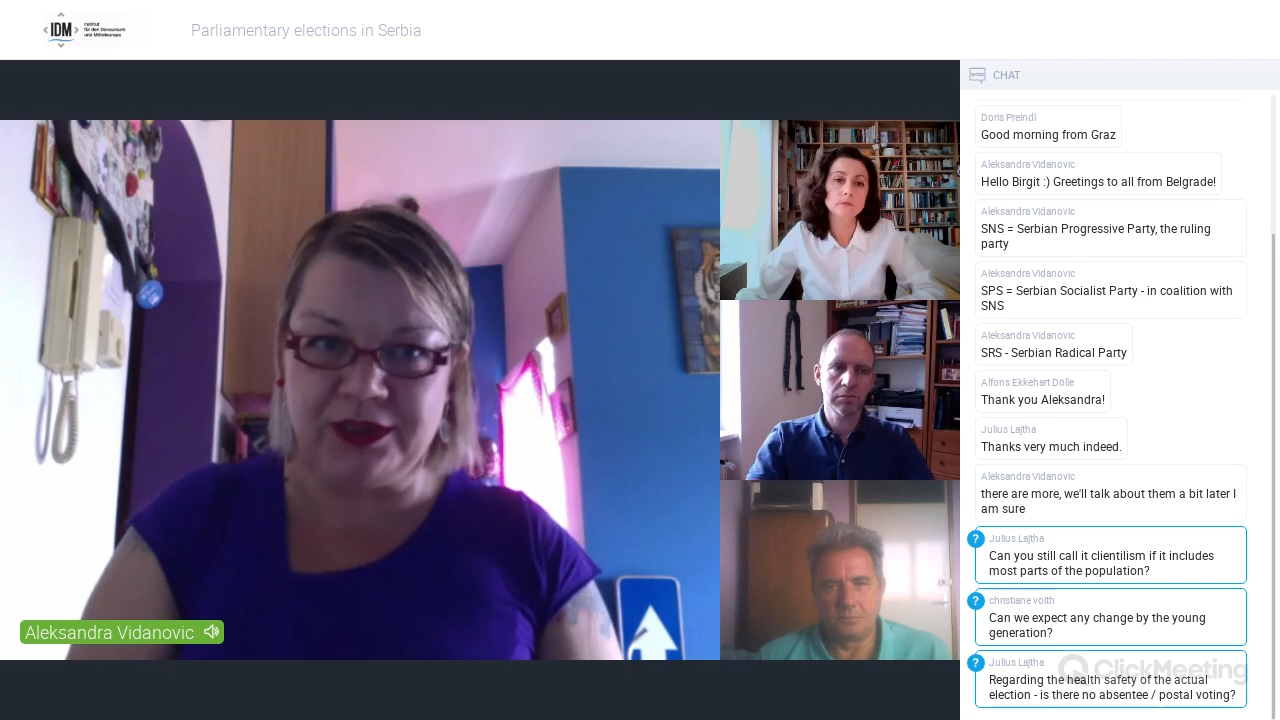 IDM
Institut
für den Donauraum
und Mitteleuropa
Parliamentary elections in Serbia
CHAT
Doris Preindl
Good morning from Graz
Aleksandra Vidanovic
Hello Birgit :) Greetings to all from Belgrade!
Aleksandra Vidanovic
SNS = Serbian Progressive Party, the ruling
party
Aleksandra Vidanovic
SPS = Serbian Socialist Party - in coalition with
SNS
Aleksandra Vidanovic
SRS - Serbian Radical Party
Alfons Ekkehart Dölle
Thank you Aleksandra!
Julius Lajtha
Thanks very much indeed.
Aleksandra Vidanovic
there are more, we'll talk about them a bit later I
am sure
?
Julius Lajtha
Can you still call it clientilism if it includes
most parts of the population?
?
christiane voith
Can we expect any change by the young
generation?
?
Julius Lajtha
Regarding the health safety of the actual
election - is there no absentee / postal voting?
ClickMeeting
Aleksandra Vidanovic